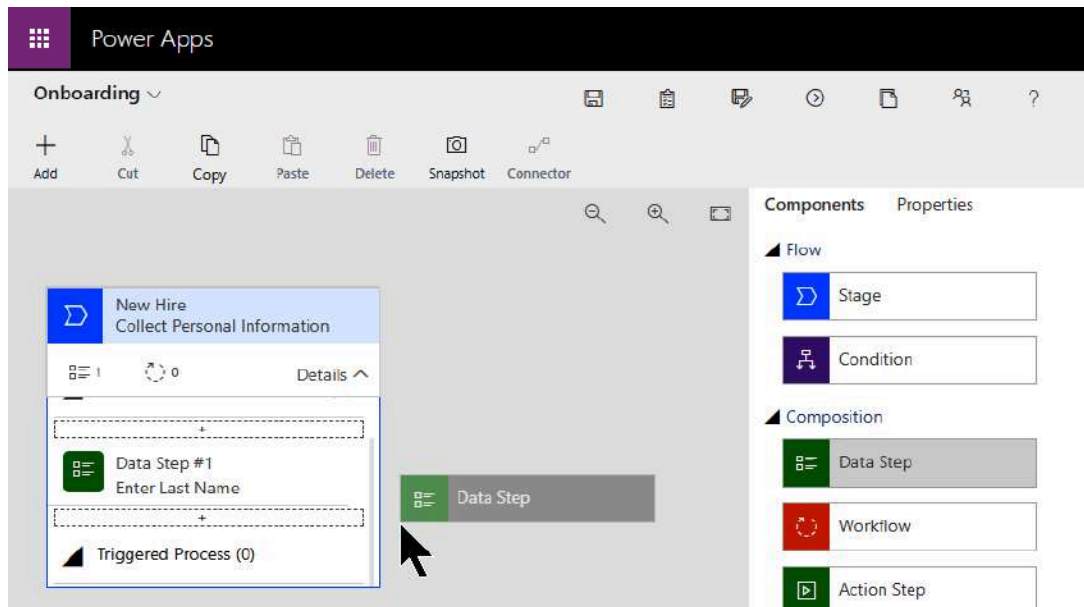 Power Apps
Onboarding
?
Add
Cut
Copy
Paste
Delete
Snapshot
Connector
Components Properties
Flow
Stage
Condition
Composition
Data Step
Workflow
Action Step
New Hire
Collect Personal Information
1
0
Details
+
Data Step #1
Enter Last Name
+
Triggered Process (0)
Data Step